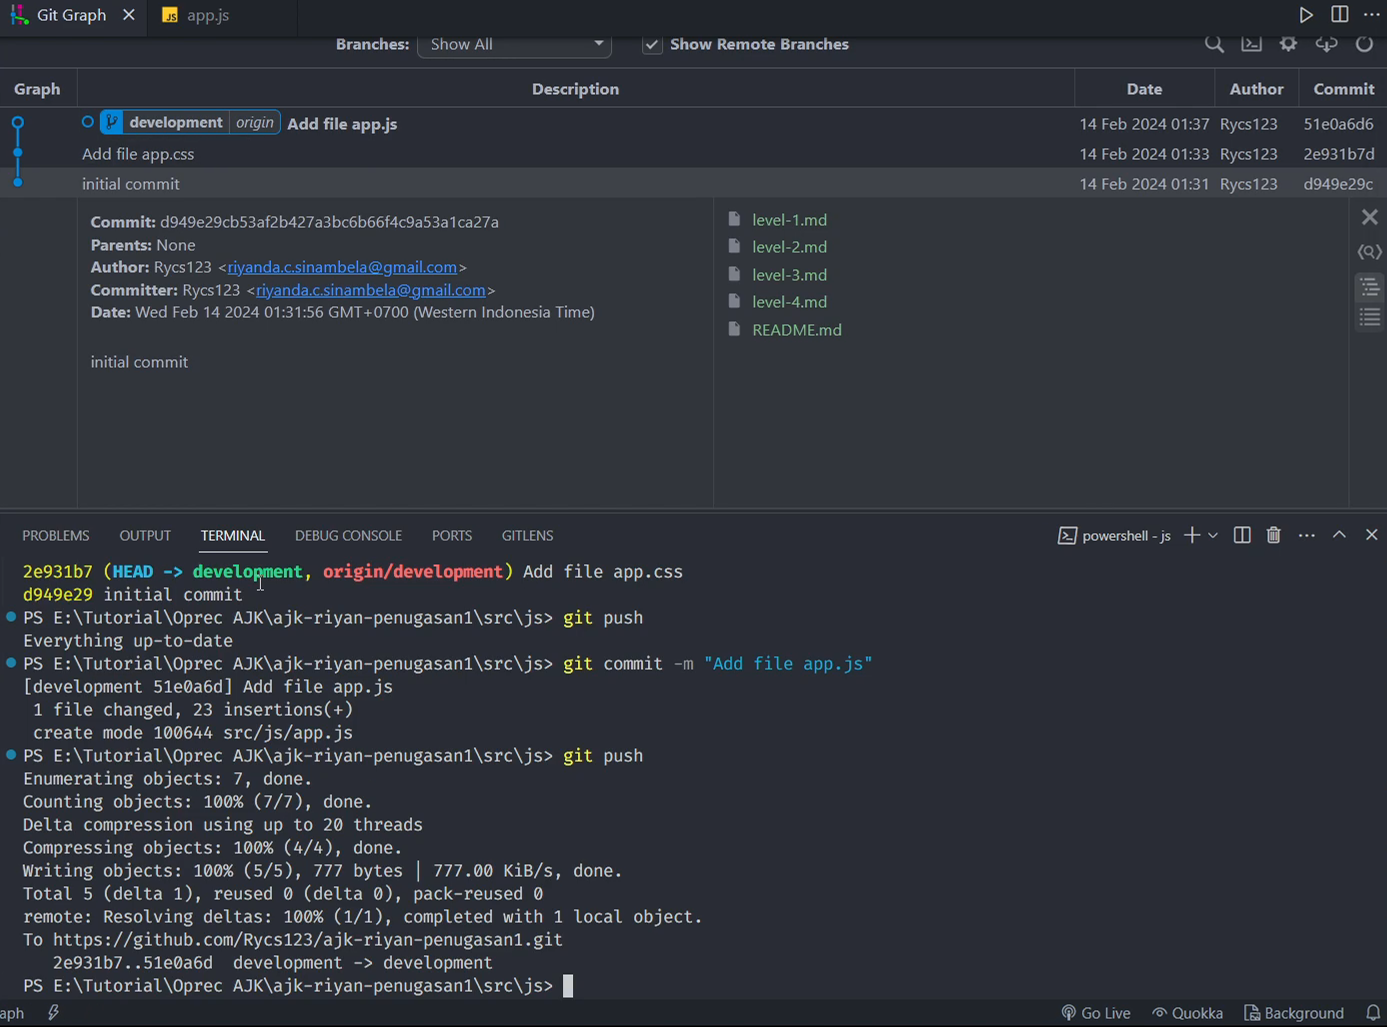 Git Graph
JS app.js
Branches: Show All Show Remote Branches
Graph Description Date Author Commit
development origin Add file app.js 14 Feb 2024 01:37 Rycs123 51e0a6d6
Add file app.css 14 Feb 2024 01:33 Rycs123 2e931b7d
initial commit 14 Feb 2024 01:31 Rycs123 d949e29c
Commit: d949e29cb53af2b427a3bc6b66f4c9a53a1ca27a
Parents: None
Author: Rycs123 <riyanda.c.sinambela@gmail.com>
Committer: Rycs123 <riyanda.c.sinambela@gmail.com>
Date: Wed Feb 14 2024 01:31:56 GMT+0700 (Western Indonesia Time)
initial commit
level-1.md
level-2.md
level-3.md
level-4.md
README.md
PROBLEMS OUTPUT TERMINAL DEBUG CONSOLE PORTS GITLENS powershell - js
2e931b7 (HEAD -> development, origin/development) Add file app.css
d949e29 initial commit
PS E:\Tutorial\Oprec AJK\ajk-riyan-penugasan1\src\js> git push
Everything up-to-date
PS E:\Tutorial\Oprec AJK\ajk-riyan-penugasan1\src\js> git commit -m "Add file app.js"
[development 51e0a6d] Add file app.js
1 file changed, 23 insertions(+)
create mode 100644 src/js/app.js
PS E:\Tutorial\Oprec AJK\ajk-riyan-penugasan1\src\js> git push
Enumerating objects: 7, done.
Counting objects: 100% (7/7), done.
Delta compression using up to 20 threads
Compressing objects: 100% (4/4), done.
Writing objects: 100% (5/5), 777 bytes | 777.00 KiB/s, done.
Total 5 (delta 1), reused 0 (delta 0), pack-reused 0
remote: Resolving deltas: 100% (1/1), completed with 1 local object.
To https://github.com/Rycs123/ajk-riyan-penugasan1.git
2e931b7..51e0a6d development -> development
PS E:\Tutorial\Oprec AJK\ajk-riyan-penugasan1\src\js>
aph Go Live Quokka Background